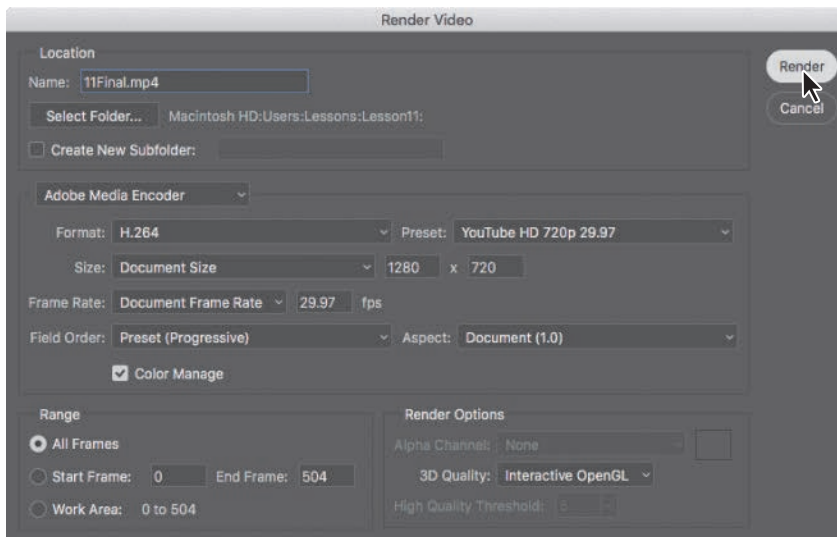 Render Video
Location
Name: 11Final.mp4
Select Folder... Macintosh HD:Users:Lessons:Lesson11:
Create New Subfolder:
Render
Cancel
Adobe Media Encoder
Format: H.264 Preset: YouTube HD 720p 29.97
Size: Document Size 1280 x 720
Frame Rate: Document Frame Rate 29.97 fps
Field Order: Preset (Progressive) Aspect: Document (1.0)
Color Manage
Range
All Frames
Start Frame: 0 End Frame: 504
Work Area: 0 to 504
Render Options
Alpha Channel: None
3D Quality: Interactive OpenGL
High Quality Threshold: